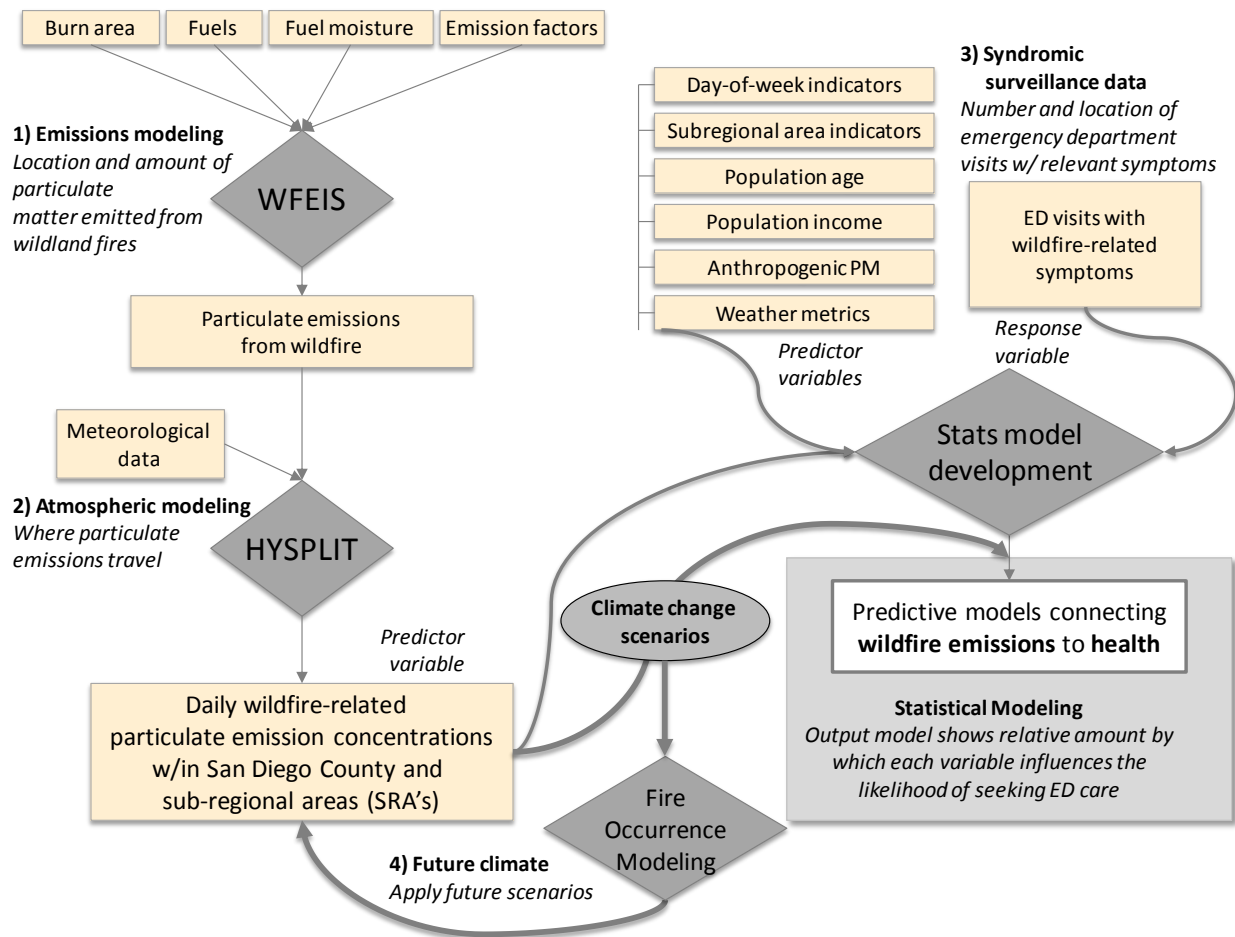 Burn area
Fuels
Fuel moisture
Emission factors
1) Emissions modeling
Location and amount of
particulate
matter emitted from
wildland fires
WFEIS
Particulate emissions
from wildfire
Meteorological
data
2) Atmospheric modeling
Where particulate
emissions travel
HYSPLIT
Predictor
variable
Daily wildfire-related
particulate emission concentrations
w/in San Diego County and
sub-regional areas (SRA's)
Day-of-week indicators
Subregional area indicators
Population age
Population income
Anthropogenic PM
Weather metrics
Predictor
variables
3) Syndromic
surveillance data
Number and location of
emergency department
visits w/ relevant symptoms
ED visits with
wildfire-related
symptoms
Response
variable
Stats model
development
Climate change
scenarios
Predictive models connecting
wildfire emissions to health
Statistical Modeling
Output model shows relative amount by
which each variable influences the
likelihood of seeking ED care
Fire
Occurrence
Modeling
4) Future climate
Apply future scenarios